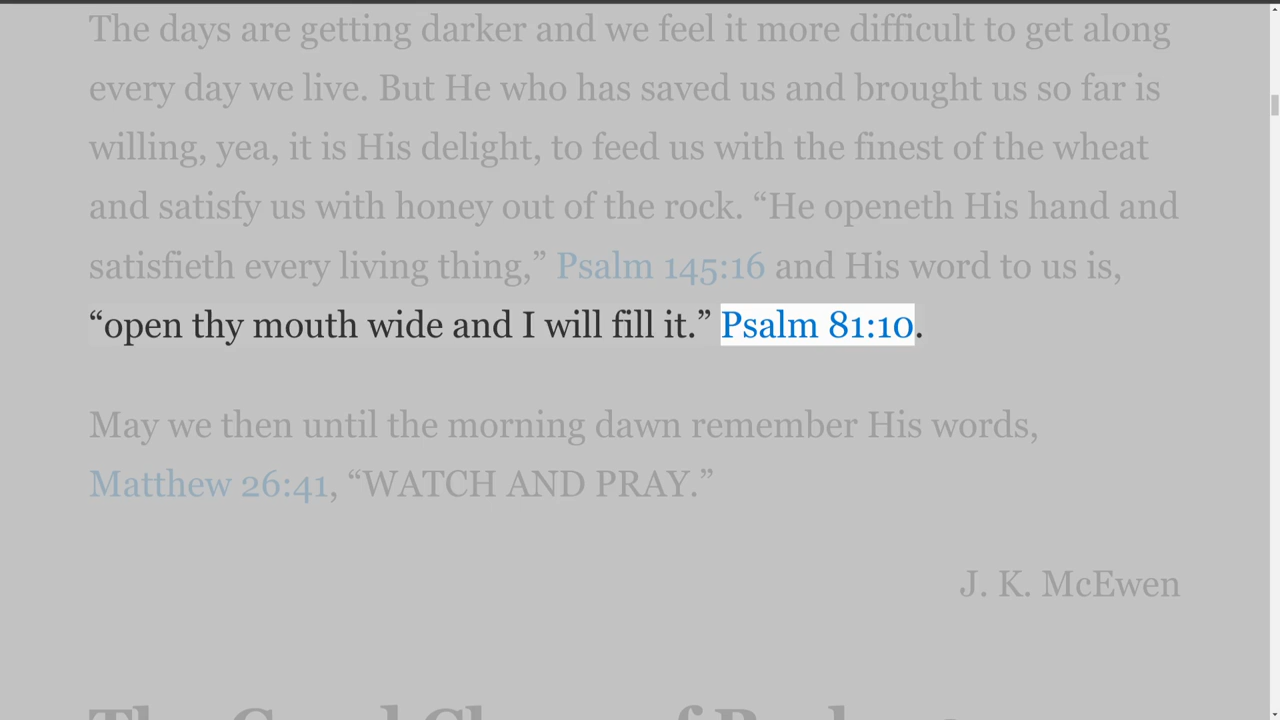 The days are getting darker and we feel it more difficult to get along
every day we live. But He who has saved us and brought us so far is
willing, yea, it is His delight, to feed us with the finest of the wheat
and satisfy us with honey out of the rock. “He openeth His hand and
satisfieth every living thing,” Psalm 145:16 and His word to us is,
“open thy mouth wide and I will fill it.” Psalm 81:10.
May we then until the morning dawn remember His words,
Matthew 26:41, “WATCH AND PRAY.”
J. K. McEwen